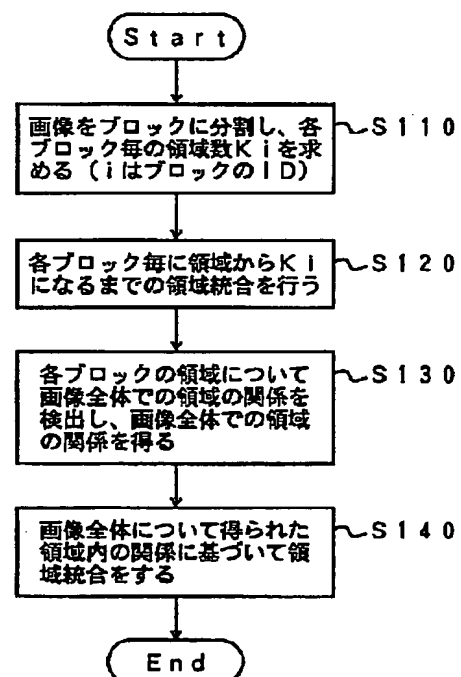 Start
画像をブロックに分割し、各
ブロック毎の領域数Kiを求
める（iはブロックのID）
S110
各ブロック毎に領域からKi
になるまでの領域統合を行う
S120
各ブロックの領域について
画像全体での領域の関係を
検出し、画像全体での領域
の関係を得る
S130
画像全体について得られた
領域内の関係に基づいて領
域統合をする
S140
End